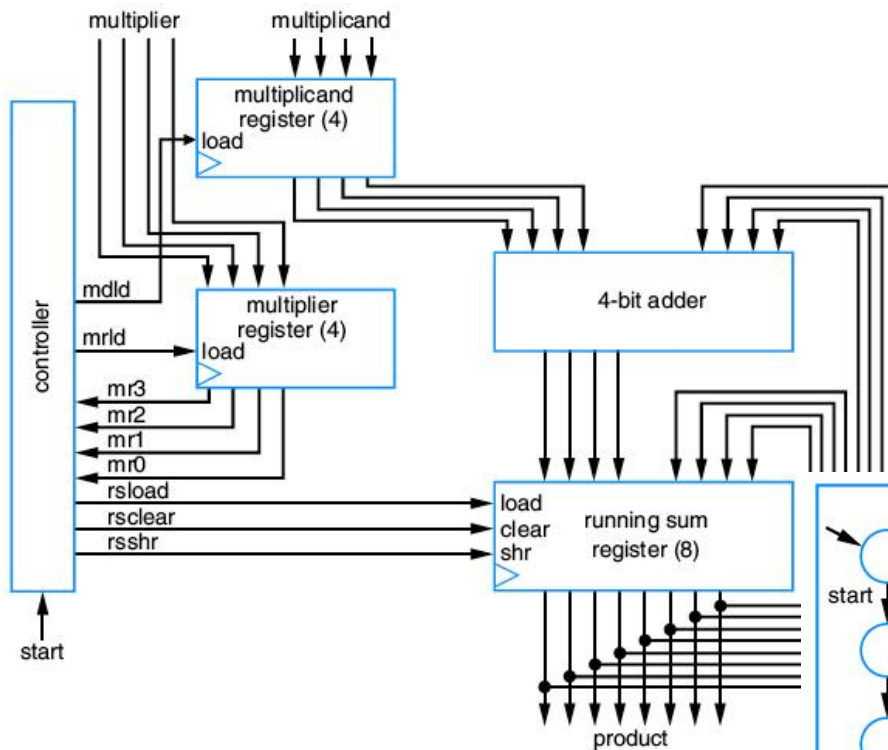 multiplier
multiplicand
multiplicand
register (4)
load
controller
mdld
mrld
multiplier
register (4)
load
4-bit adder
mr3
mr2
mr1
mr0
rsload
rsclear
rsshr
load
clear
shr
running sum
register (8)
start
start
product